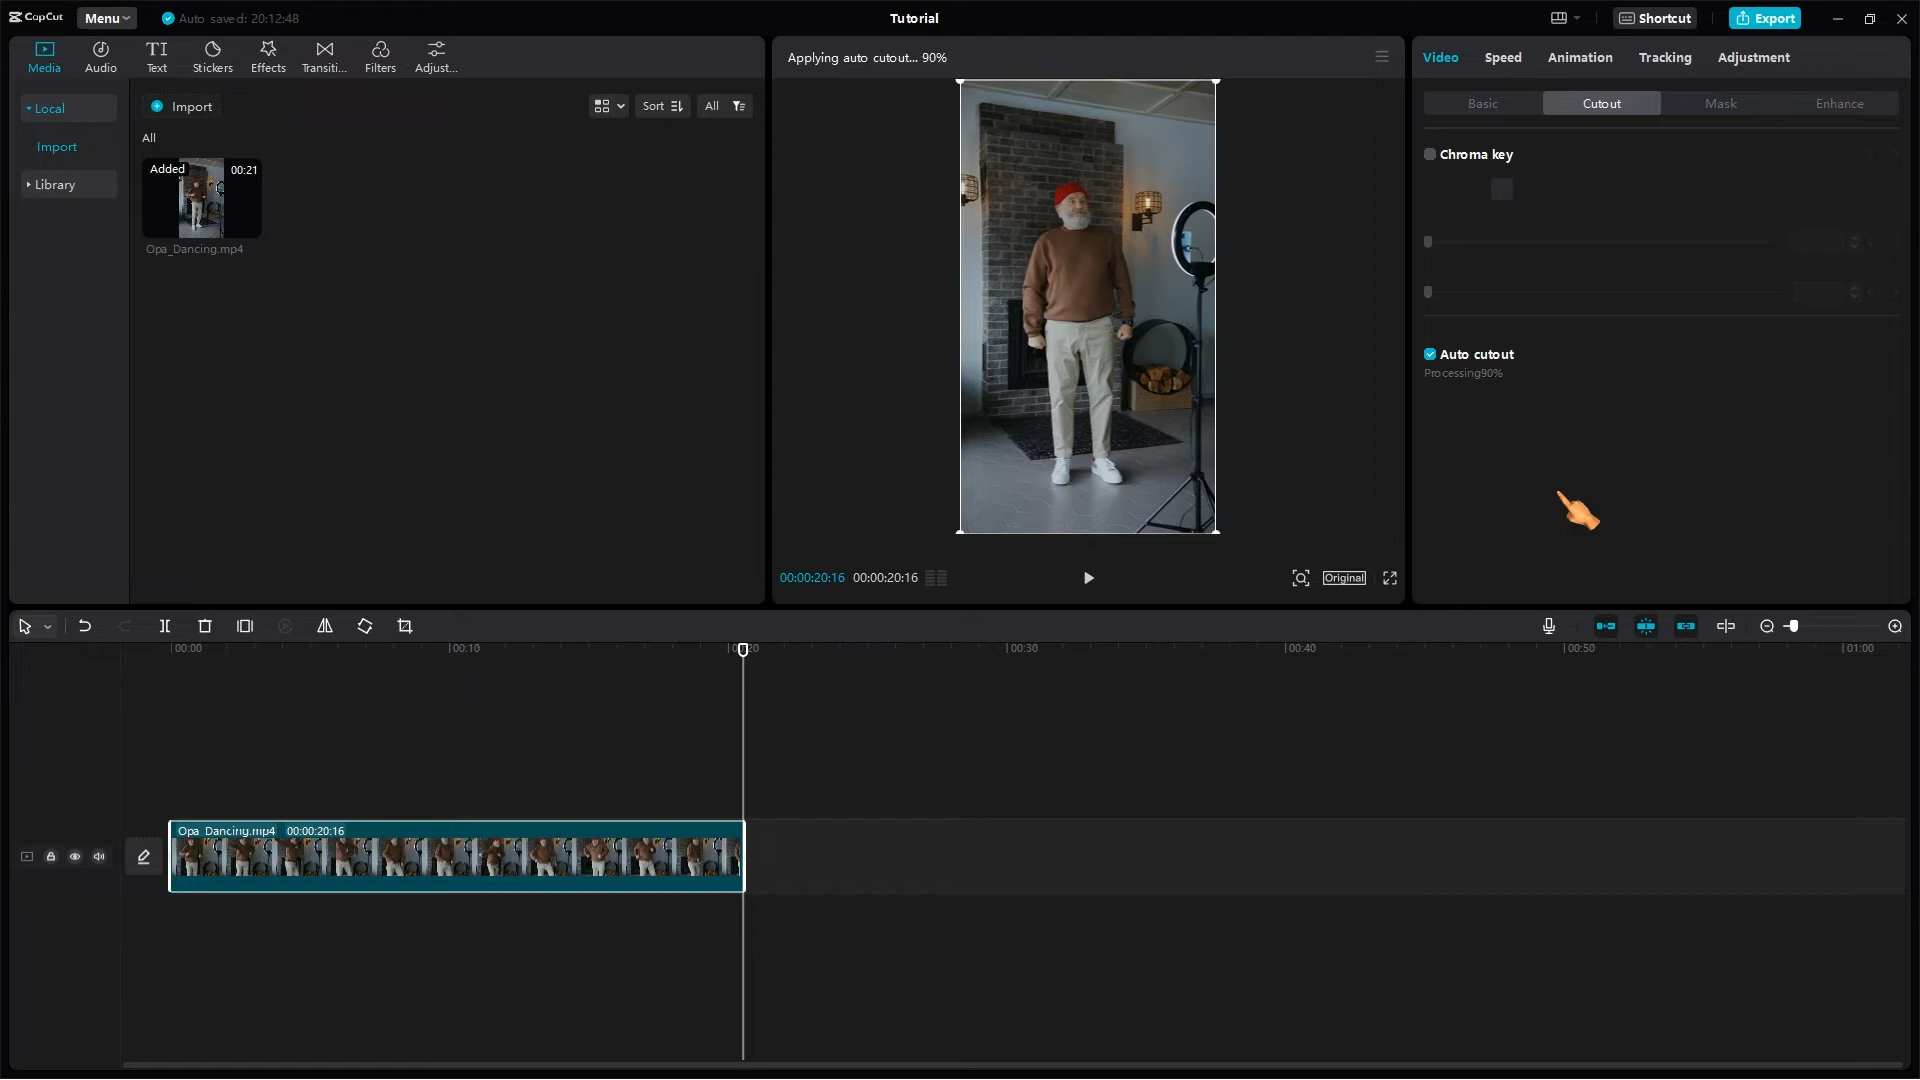 CapCut
Menu
Auto saved: 20:12:48
Tutorial
Shortcut
Export
Media
Audio
Text
Stickers
Effects
Transiti...
Filters
Adjust...
Local
Import
Library
Import
Sort
All
All
Added
00:21
Opa_Dancing.mp4
Applying auto cutout... 90%
00:00:20:16
00:00:20:16
Original
Video
Speed
Animation
Tracking
Adjustment
Basic
Cutout
Mask
Enhance
Chroma key
Auto cutout
Processing90%
00:00
00:10
00:30
00:40
00:50
01:00
Opa_Dancing.mp4 00:00:20:16